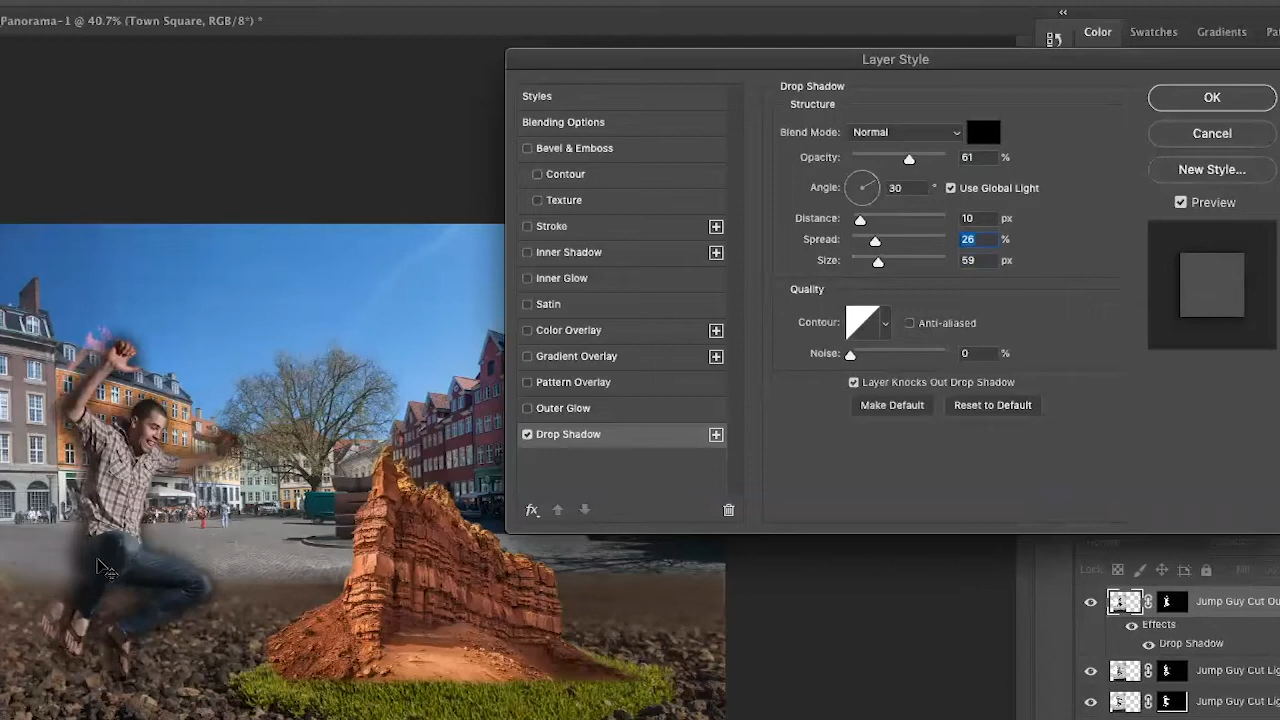 Panorama-1 @ 40.7% (Town Square, RGB/8*) *
Color
Swatches
Gradients
Layer Style
Styles
Blending Options
Bevel & Emboss
Contour
Texture
Stroke
Inner Shadow
Inner Glow
Satin
Color Overlay
Gradient Overlay
Pattern Overlay
Outer Glow
Drop Shadow
fx
Drop Shadow
Structure
Blend Mode: Normal
Opacity: 61 %
Angle: 30 ° Use Global Light
Distance: 10 px
Spread: 26 %
Size: 59 px
Quality
Contour: Anti-aliased
Noise: 0 %
Layer Knocks Out Drop Shadow
Make Default Reset to Default
OK
Cancel
New Style...
Preview
Lock:
Jump Guy Cut Ou
Effects
Drop Shadow
Jump Guy Cut Lig
Jump Guy Cut Lig